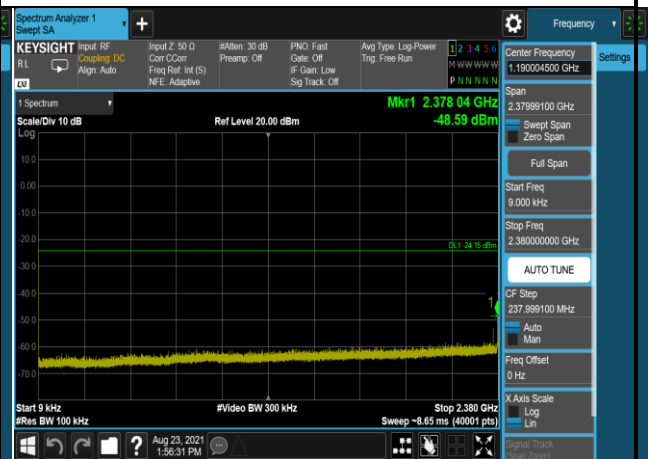 Spectrum Analyzer 1
Swept SA
Frequency
KEYSIGHT
RL
LXI
Input: RF
Coupling: DC
Align: Auto
Input Z: 50 Ω
Corr CCorr
Freq Ref: Int (S)
NFE: Adaptive
#Atten: 30 dB
Preamp: Off
PNO: Fast
Gate: Off
IF Gain: Low
Sig Track: Off
Avg Type: Log-Power
Trig: Free Run
1 2 3 4 5 6
M W W W W W
P N N N N N
Center Frequency
1.190004500 GHz
Settings
Span
2.37999100 GHz
Swept Span
Zero Span
Full Span
Start Freq
9.000 kHz
Stop Freq
2.380000000 GHz
AUTO TUNE
CF Step
237.999100 MHz
Auto
Man
Freq Offset
0 Hz
X Axis Scale
Log
Lin
Signal Track
(Span Zoom)
1 Spectrum
Mkr1 2.378 04 GHz
-48.59 dBm
Scale/Div 10 dB
Ref Level 20.00 dBm
Log
10.0
0.00
-10.0
-20.0
DL1 -24.15 dBm
-30.0
-40.0
1
-50.0
-60.0
-70.0
Start 9 kHz
#Video BW 300 kHz
Stop 2.380 GHz
#Res BW 100 kHz
Sweep ~8.65 ms (40001 pts)
?
Aug 23, 2021
1:56:31 PM